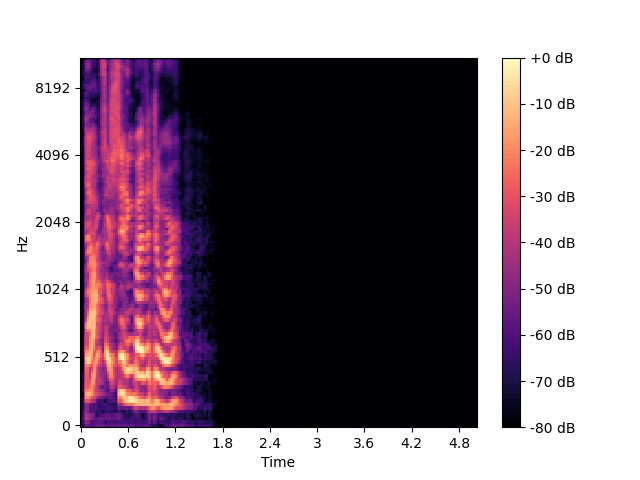 +0 dB
8192
-10 dB
4096
-20 dB
-30 dB
2048
Hz
-40 dB
1024
-50 dB
-60 dB
512
-70 dB
0
-80 dB
0 0.6 1.2 1.8 2.4 3 3.6 4.2 4.8
Time